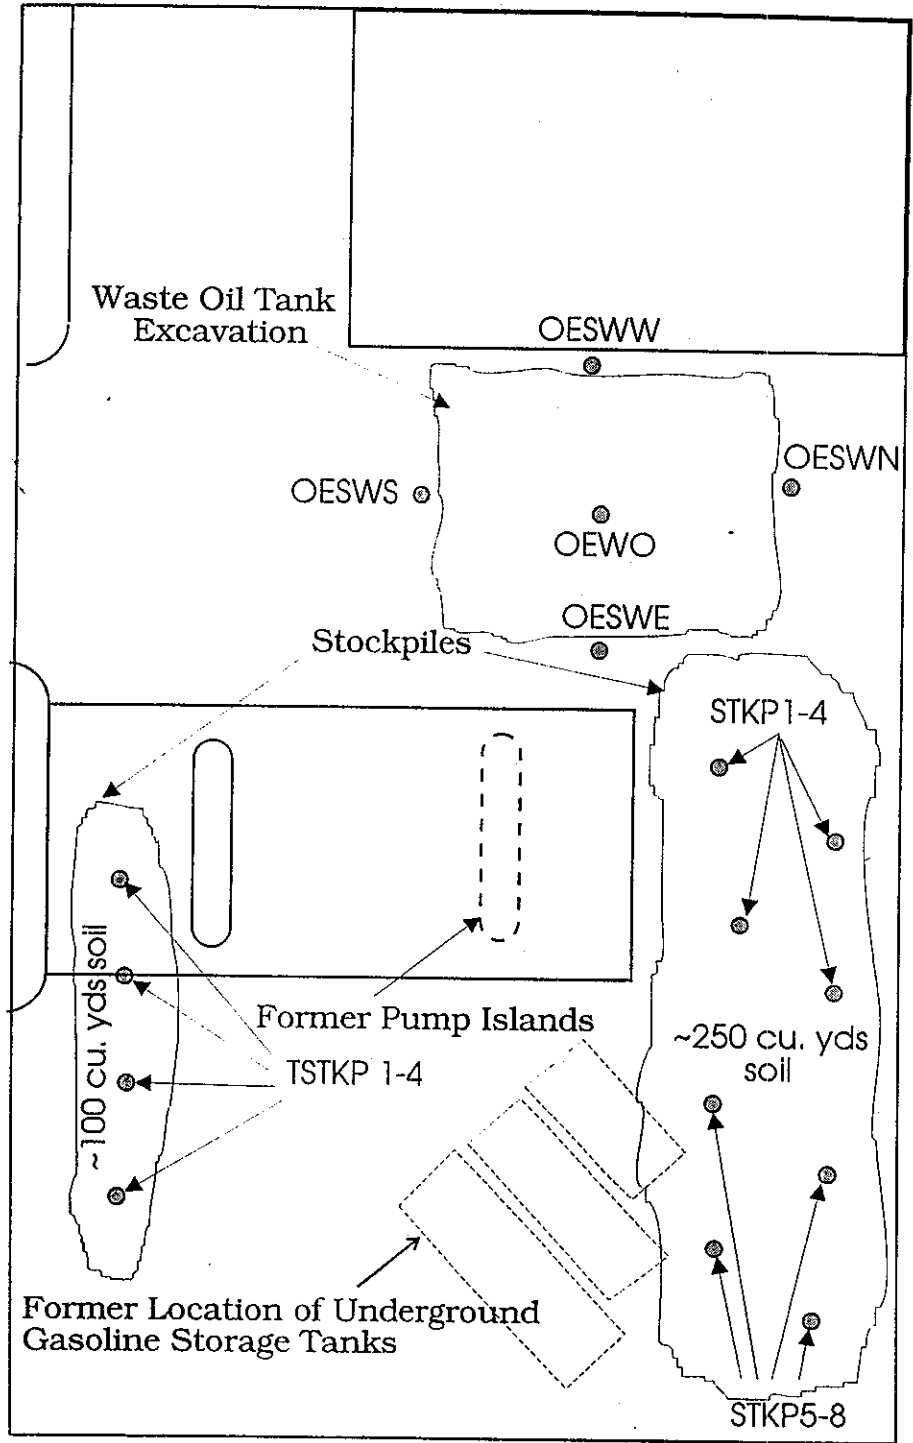 Waste Oil Tank
Excavation
OESWW
OESWS
OESWN
OEWO
OESWE
Stockpiles
STKP1-4
~100 cu. yds soil
Former Pump Islands
TSTKP 1-4
~250 cu. yds
soil
Former Location of Underground
Gasoline Storage Tanks
STKP5-8